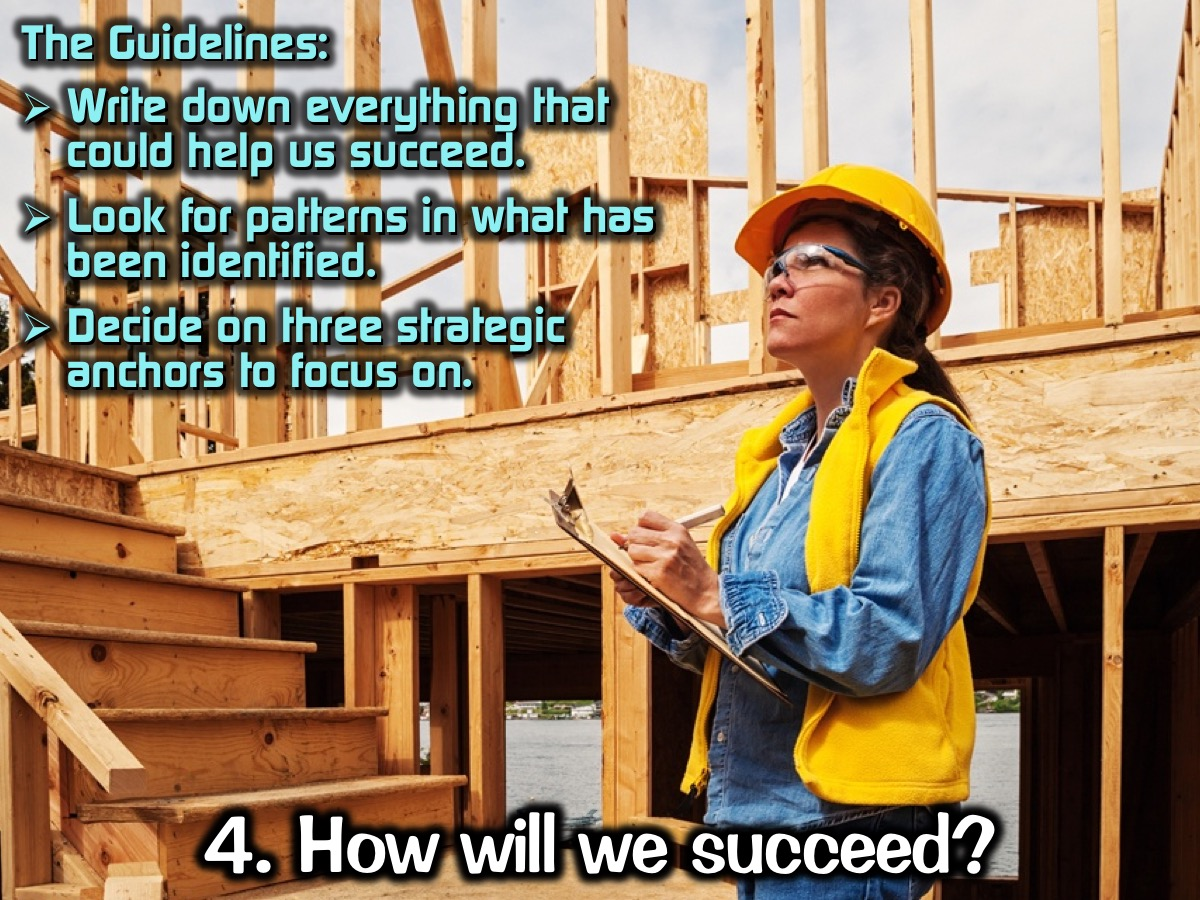 The Guidelines:
➢ Write down everything that
could help us succeed.
➢ Look for patterns in what has
been identified.
➢ Decide on three strategic
anchors to focus on.
4. How will we succeed?